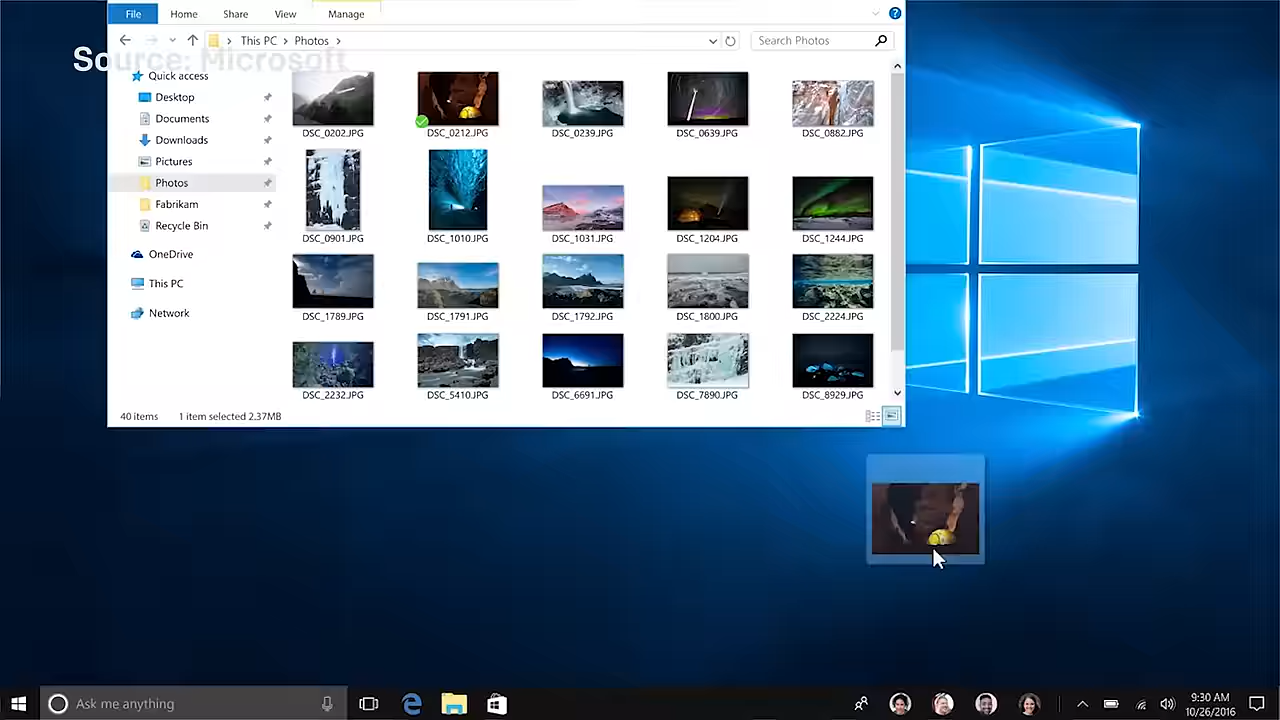 File Home Share View Manage
This PC Photos
Search Photos
Source: Microsoft
Quick access
Desktop
Documents
Downloads
Pictures
Photos
Fabrikam
Recycle Bin
OneDrive
This PC
Network
DSC_0202.JPG DSC_0212.JPG DSC_0239.JPG DSC_0639.JPG DSC_0882.JPG
DSC_0901.JPG DSC_1010.JPG DSC_1031.JPG DSC_1204.JPG DSC_1244.JPG
DSC_1789.JPG DSC_1791.JPG DSC_1792.JPG DSC_1800.JPG DSC_2224.JPG
DSC_2232.JPG DSC_5410.JPG DSC_6691.JPG DSC_7890.JPG DSC_8929.JPG
40 items 1 item selected 2.37MB
Ask me anything
9:30 AM
10/26/2016